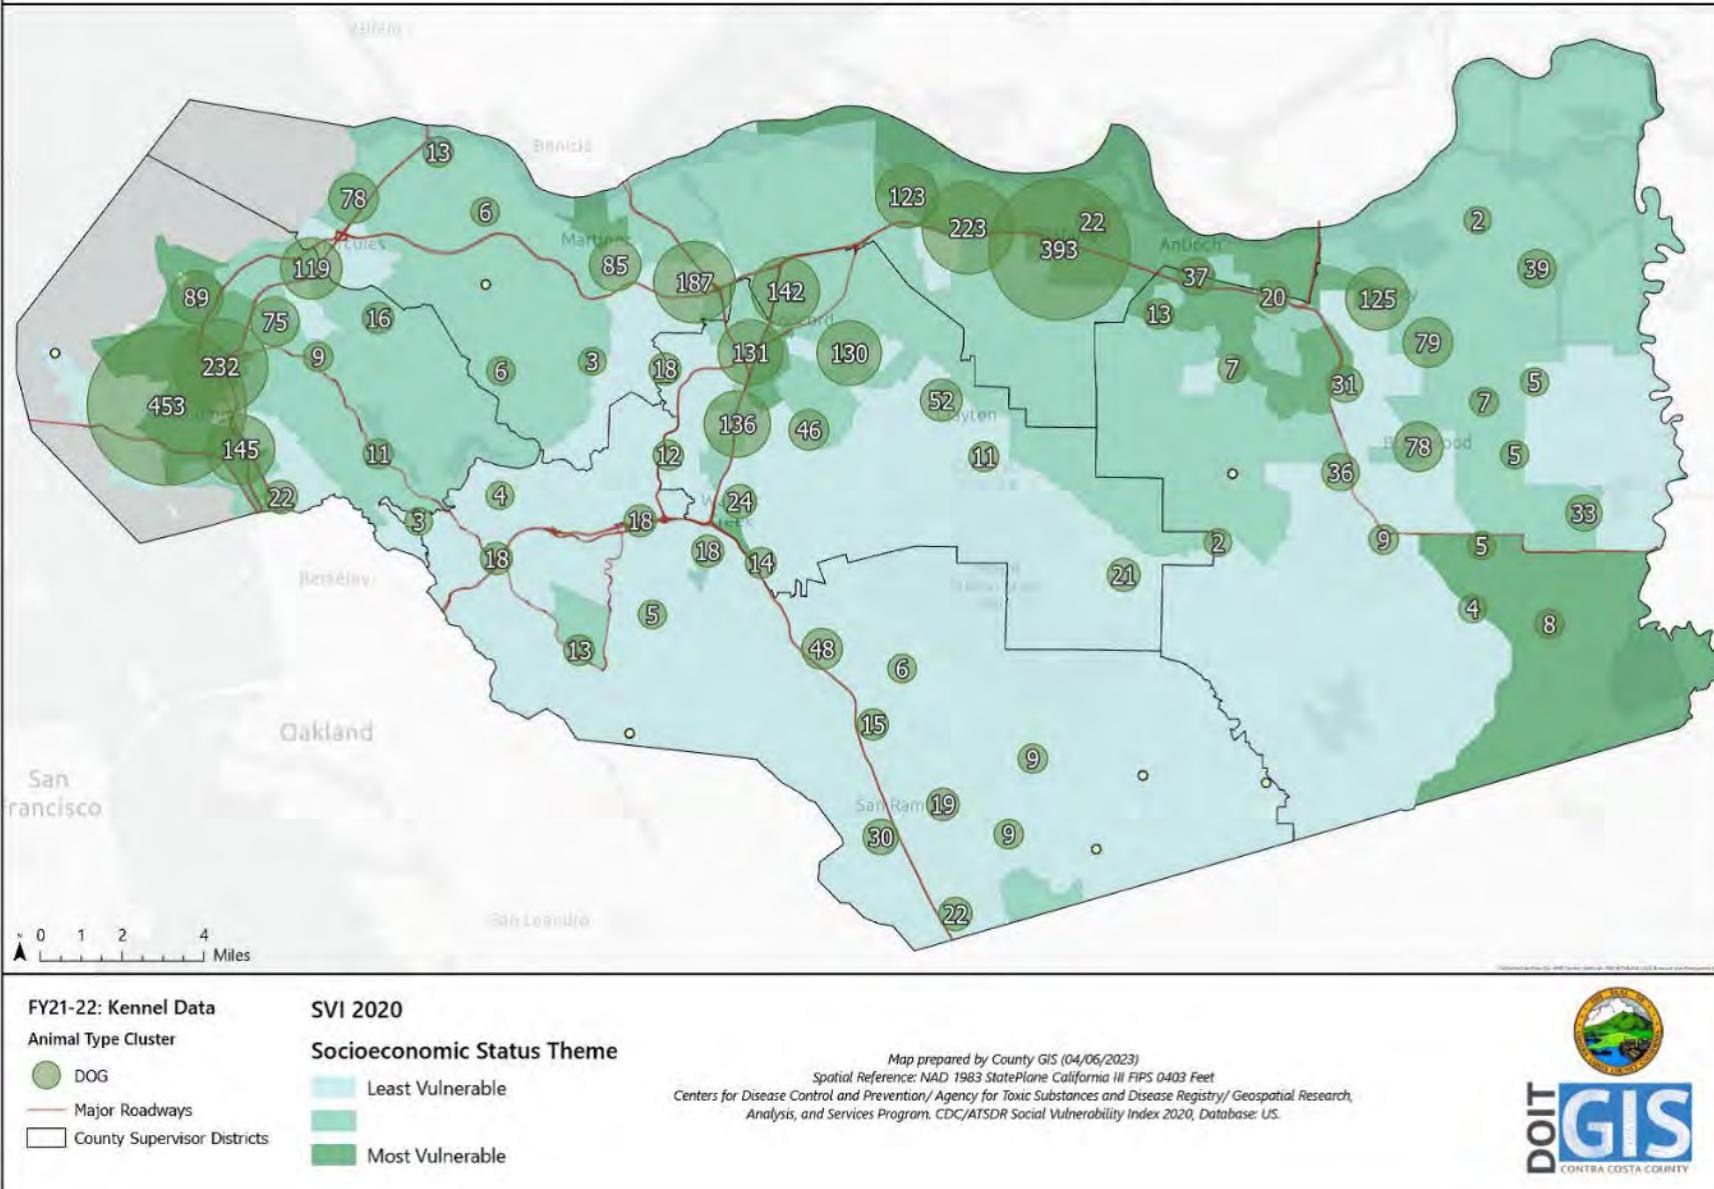 Benicia
13
78
6
Martinez
123
223
22
393
Antioch
2
119
85
187
142
37
39
89
20
125
75
16
13
232
9
6
3
18
131
130
7
31
79
5
453
52
Clayton
7
145
11
136
46
12
11
36
78
5
22
4
24
33
3
18
18
18
14
2
9
5
21
Berkeley
5
4
8
13
48
6
Oakland
15
9
San
19
30
9
22
San Leandro
N
0 1 2 4
Miles
FY21-22: Kennel Data
Animal Type Cluster
DOG
Major Roadways
County Supervisor Districts
SVI 2020
Socioeconomic Status Theme
Least Vulnerable
Most Vulnerable
Map prepared by County GIS (04/06/2023)
Spatial Reference: NAD 1983 StatePlane California III FIPS 0403 Feet
Centers for Disease Control and Prevention/ Agency for Toxic Substances and Disease Registry/ Geospatial Research,
Analysis, and Services Program. CDC/ATSDR Social Vulnerability Index 2020, Database: US.
DOIT
GIS
CONTRA COSTA COUNTY